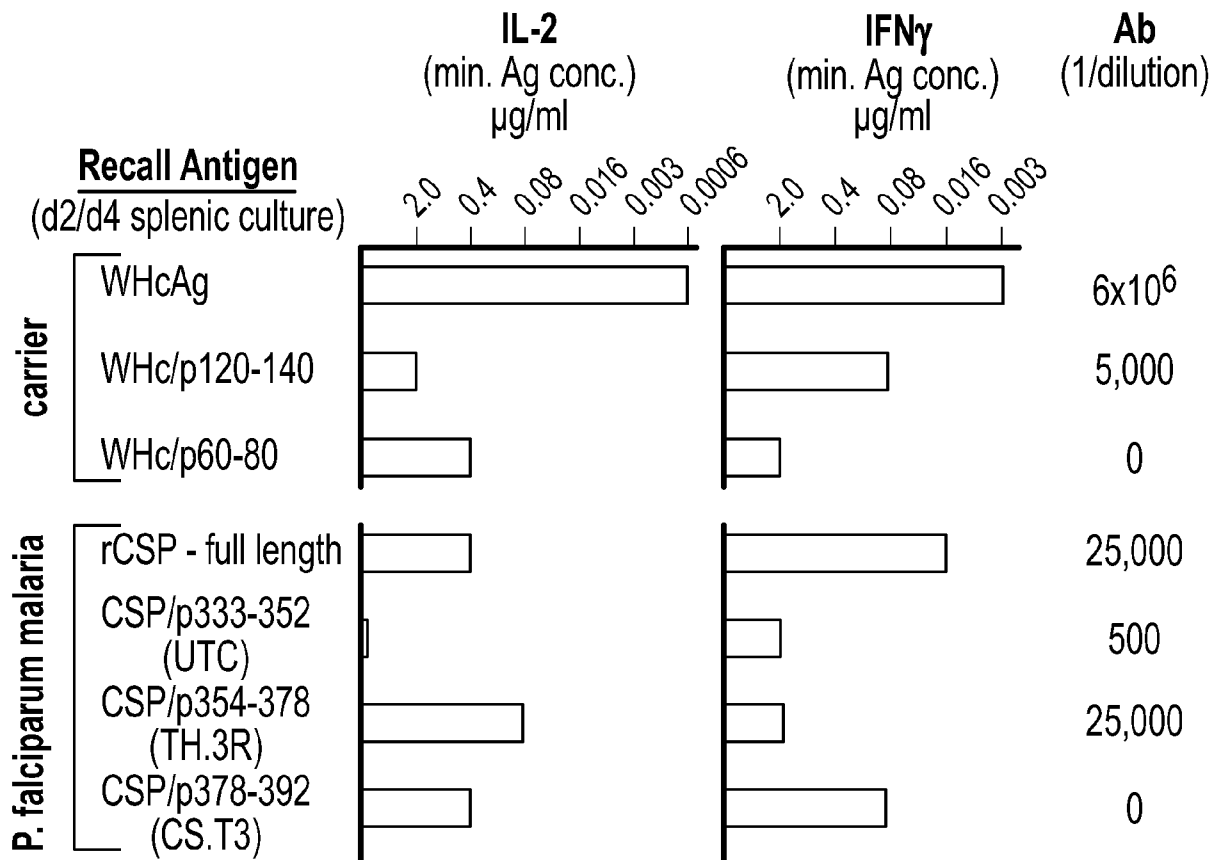 IL-2
(min. Ag conc.)
µg/ml
IFNγ
(min. Ag conc.)
µg/ml
Ab
(1/dilution)
Recall Antigen
(d2/d4 splenic culture)
2.0 0.4 0.08 0.016 0.003 0.0006
2.0 0.4 0.08 0.016 0.003
carrier
WHcAg 6x10⁶
WHc/p120-140 5,000
WHc/p60-80 0
P. falciparum malaria
rCSP - full length 25,000
CSP/p333-352
(UTC) 500
CSP/p354-378
(TH.3R) 25,000
CSP/p378-392
(CS.T3) 0